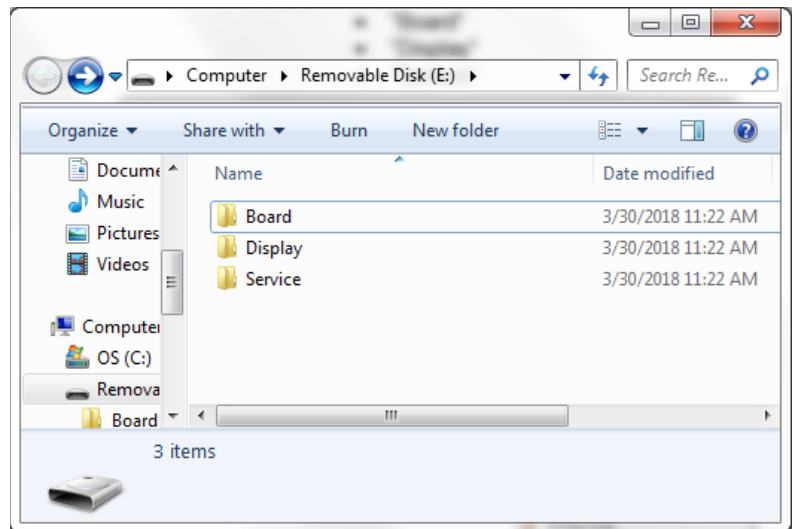 "Board"
"Display"
Computer Removable Disk (E:) Search Re...
Organize Share with Burn New folder
Docume
Music
Pictures
Videos
Computer
OS (C:)
Remova
Board
Name Date modified
Board 3/30/2018 11:22 AM
Display 3/30/2018 11:22 AM
Service 3/30/2018 11:22 AM
3 items